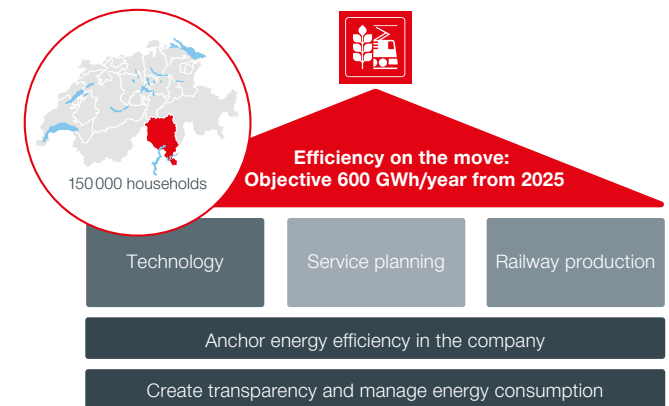 150 000 households
Efficiency on the move:
Objective 600 GWh/year from 2025
Technology
Service planning
Railway production
Anchor energy efficiency in the company
Create transparency and manage energy consumption